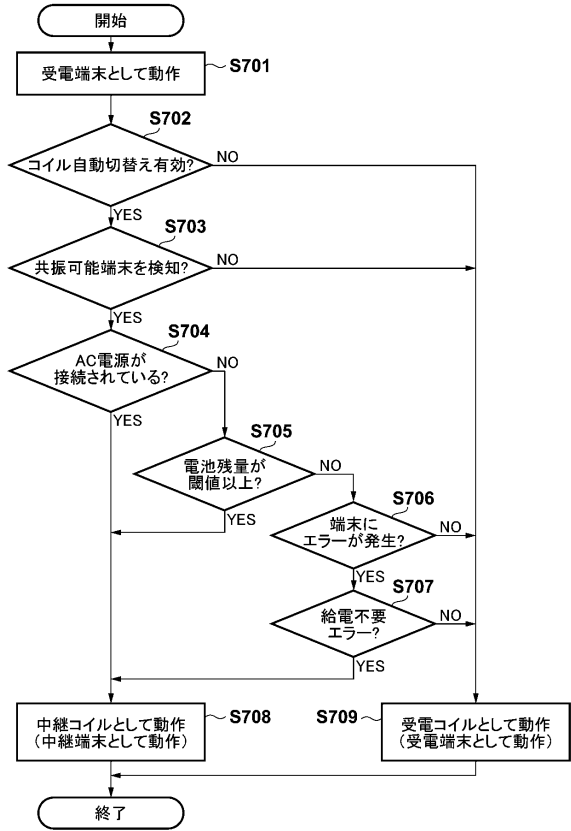 開始
受電端末として動作
S701
S702
コイル自動切替え有効?
NO
YES
S703
共振可能端末を検知?
NO
YES
S704
AC電源が
接続されている?
NO
YES
S705
電池残量が
閾値以上?
NO
YES
S706
端末に
エラーが発生?
NO
YES
S707
給電不要
エラー?
NO
YES
中継コイルとして動作
(中継端末として動作)
S708
S709
受電コイルとして動作
(受電端末として動作)
終了